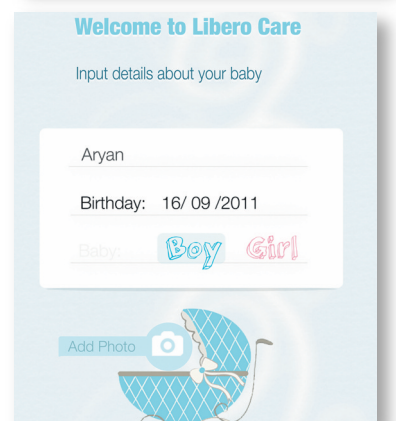 Welcome to Libero Care
Input details about your baby
Aryan
Birthday: 16/ 09 /2011
Baby: Boy Girl
Add Photo